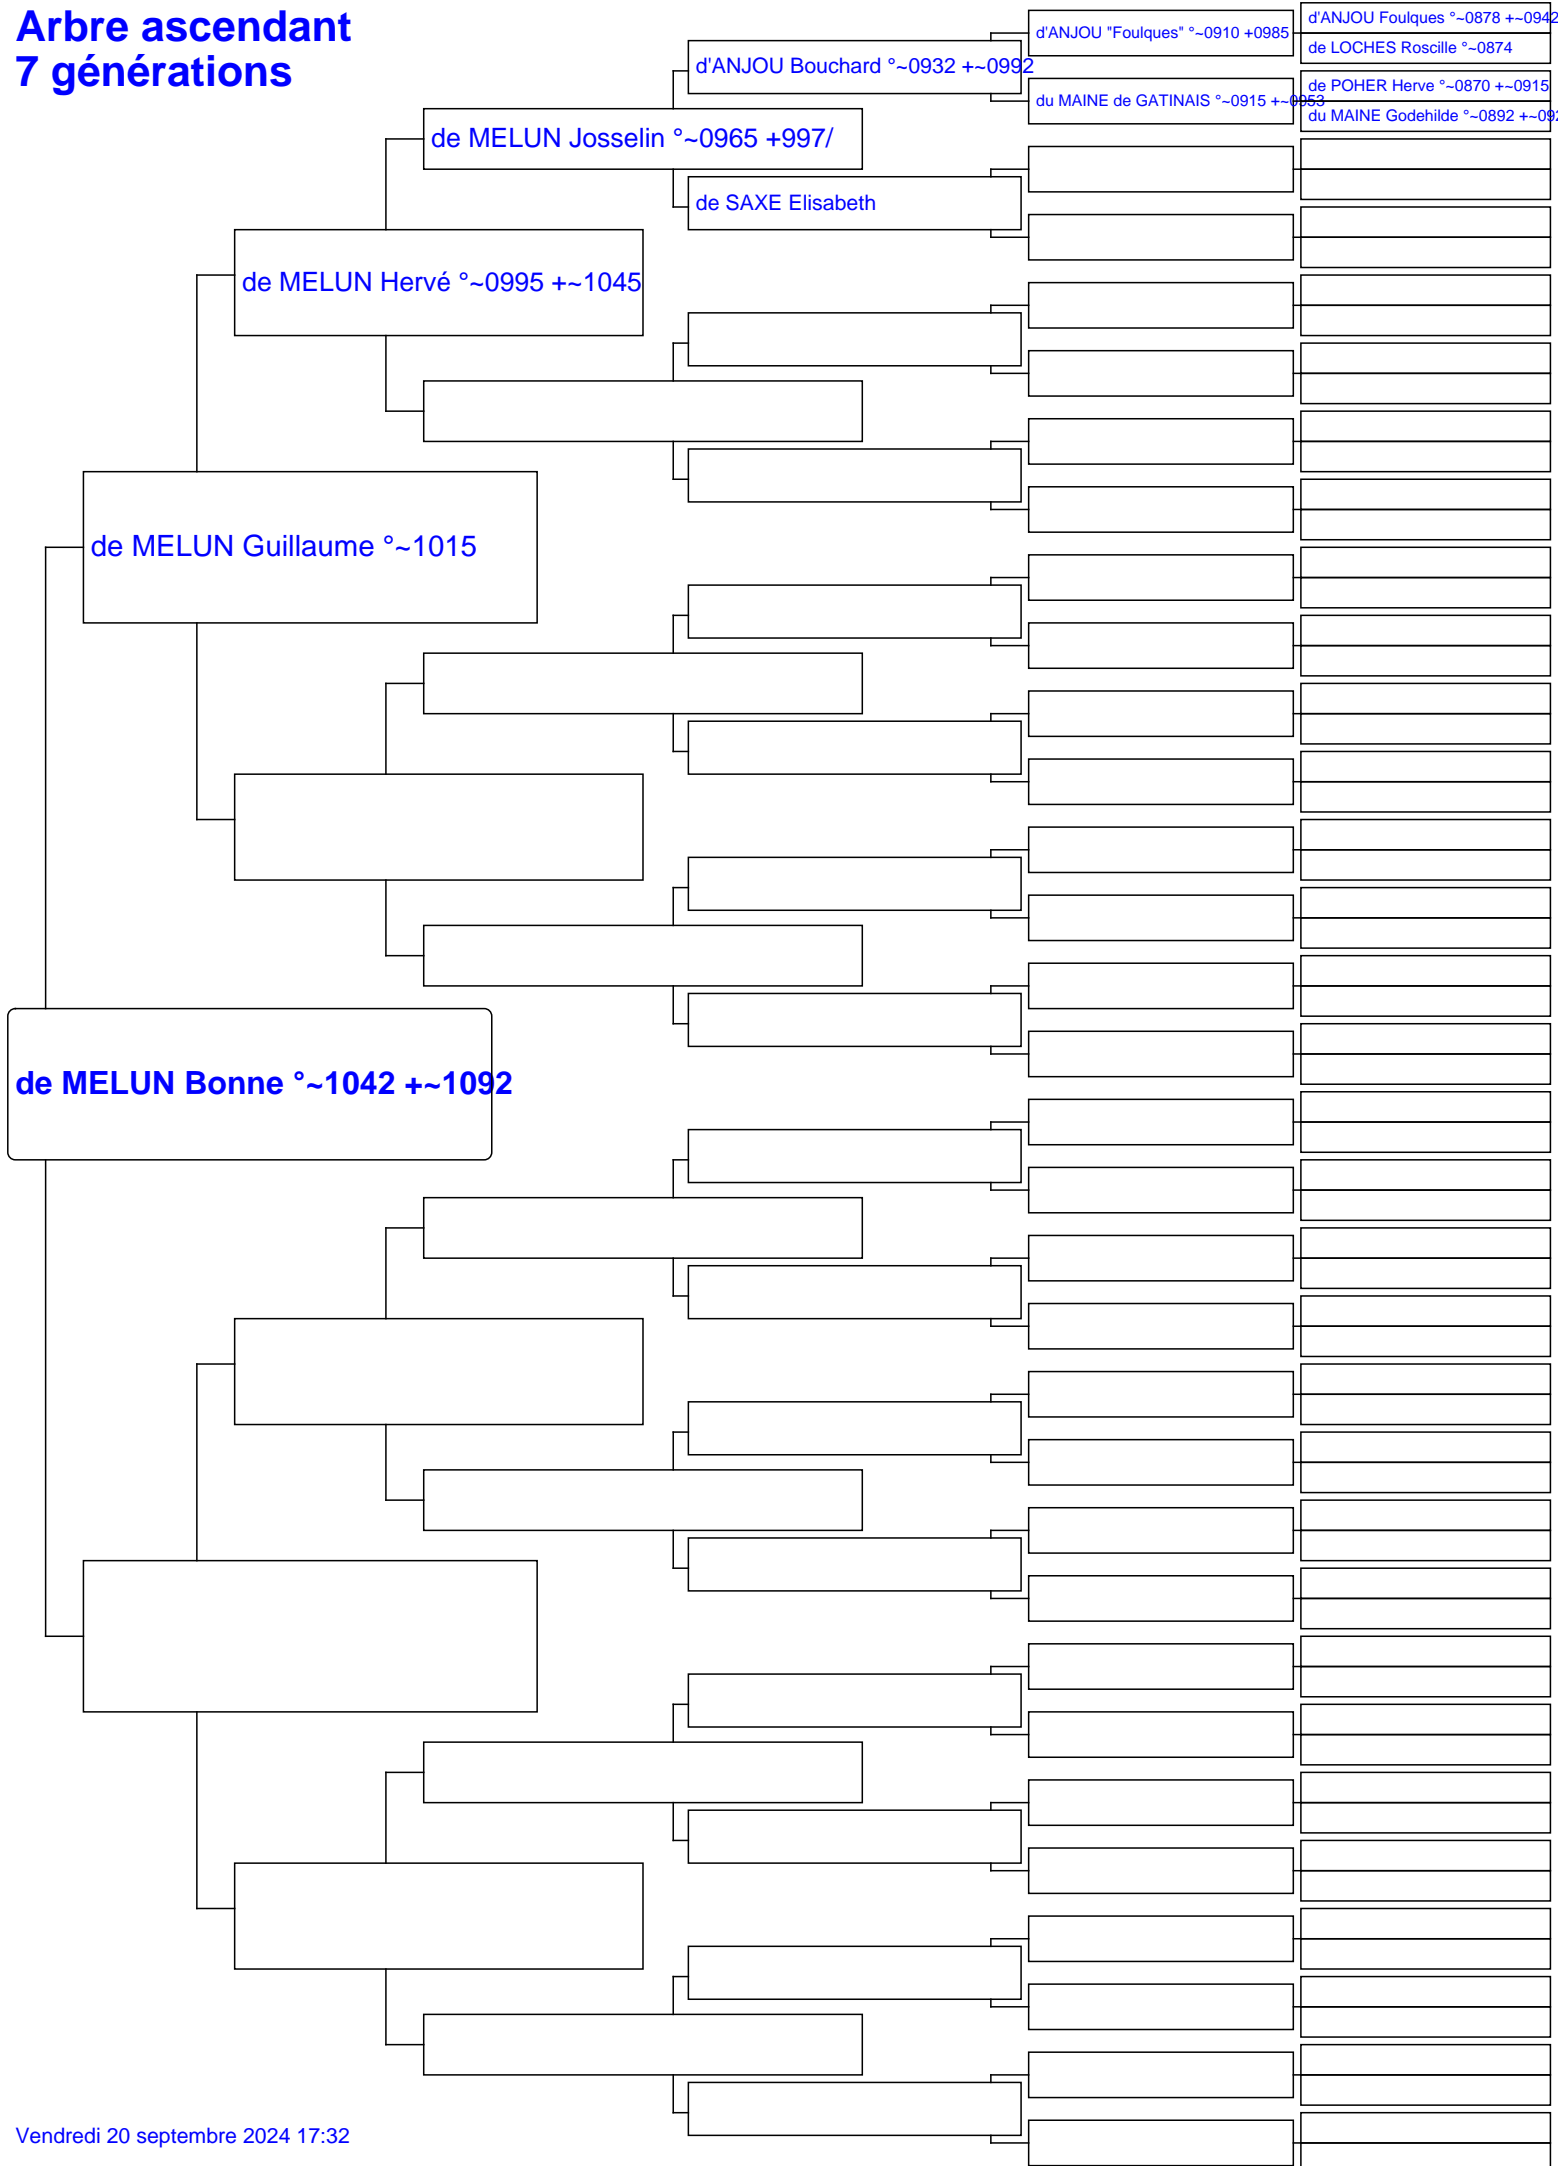 Arbre ascendant
7 générations
d'ANJOU Foulques °~0878 +~0942
d'ANJOU "Foulques" °~0910 +0985
de LOCHES Roscille °~0874
d'ANJOU Bouchard °~0932 +~0992
de POHER Herve °~0870 +~0915
du MAINE de GATINAIS °~0915 +~0953
du MAINE Godehilde °~0892 +~092
de MELUN Josselin °~0965 +997/
de SAXE Elisabeth
de MELUN Hervé °~0995 +~1045
de MELUN Guillaume °~1015
de MELUN Bonne °~1042 +~1092
Vendredi 20 septembre 2024 17:32